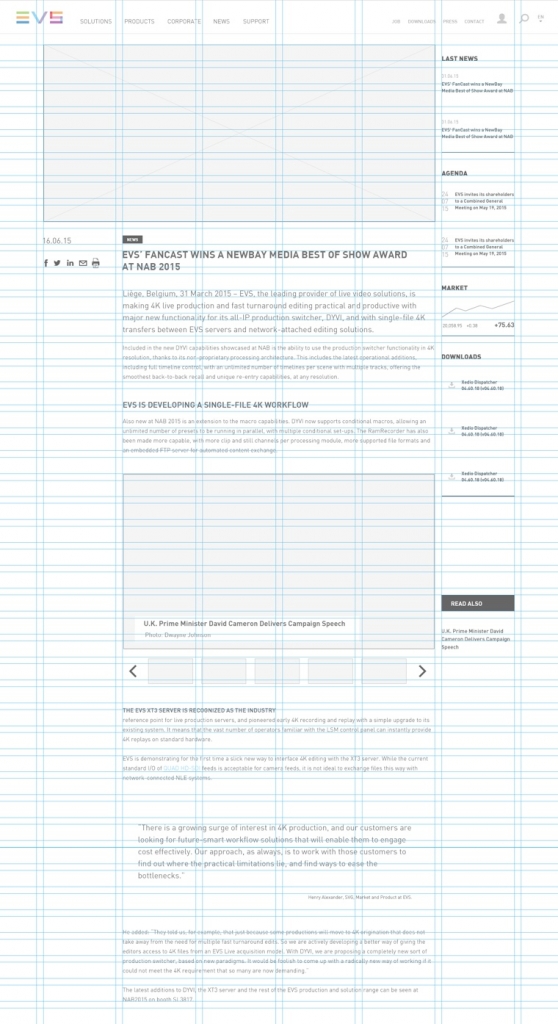 EVS
SOLUTIONS PRODUCTS CORPORATE NEWS SUPPORT
JOB DOWNLOADS PRESS CONTACT
EN
16.06.15
NEWS
EVS' FANCAST WINS A NEWBAY MEDIA BEST OF SHOW AWARD
AT NAB 2015
Liège, Belgium, 31 March 2015 – EVS, the leading provider of live video solutions, is
making 4K live production and fast turnaround editing practical and productive with
major new functionality for its all-IP production switcher, DYVI, and with single-file 4K
transfers between EVS servers and network-attached editing solutions.
Included in the new DYVI capabilities showcased at NAB is the ability to use the production switcher functionality in 4K
resolution, thanks to its non-proprietary processing architecture. This includes the latest operational additions,
including full timeline control, with an unlimited number of timelines per scene with multiple tracks, offering the
smoothest back-to-back recall and unique re-entry capabilities, at any resolution.
EVS IS DEVELOPING A SINGLE-FILE 4K WORKFLOW
Also new at NAB 2015 is an extension to the macro capabilities. DYVI now supports conditional macros, allowing an
unlimited number of presets to be running in parallel, with multiple conditional set-ups. The RamRecorder has also
been made more capable, with more clip and still channels per processing module, more supported file formats and
an embedded FTP server for automated content exchange.
U.K. Prime Minister David Cameron Delivers Campaign Speech
Photo: Dwayne Johnson
THE EVS XT3 SERVER IS RECOGNIZED AS THE INDUSTRY
reference point for live production servers, and pioneered early 4K recording and replay with a simple upgrade to its
existing system. It means that the vast number of operators familiar with the LSM control panel can instantly provide
4K replays on standard hardware.
EVS is demonstrating for the first time a slick new way to interface 4K editing with the XT3 server. While the current
standard I/O of QUAD HD-SDI feeds is acceptable for camera feeds, it is not ideal to exchange files this way with
network-connected NLE systems.
"There is a growing surge of interest in 4K production, and our customers are
looking for future-smart workflow solutions that will enable them to engage
cost effectively. Our approach, as always, is to work with those customers to
find out where the practical limitations lie, and find ways to ease the
bottlenecks."
Henry Alexander, EVS, Market and Product at EVS.
He added: "They told us, for example, that just because some productions will move to 4K origination that does not
take away from the need for multiple fast turnaround edits. So we are actively developing a better way of giving the
editors access to 4K files from an EVS Live acquisition mode. With DYVI, we are proposing a completely new sort of
production switcher, based on new paradigms. It would be foolish to come up with a radically new way of working if it
could not meet the 4K requirement that so many are now demanding."
The latest additions to DYVI, the XT3 server and the rest of the EVS production and solution range can be seen at
NAB2015 on booth SL3817.
LAST NEWS
31.06.15
EVS' FanCast wins a NewBay
Media Best of Show Award at NAB
31.06.15
EVS' FanCast wins a NewBay
Media Best of Show Award at NAB
AGENDA
24
07
15
EVS invites its shareholders
to a Combined General
Meeting on May 19, 2015
24
07
15
EVS invites its shareholders
to a Combined General
Meeting on May 19, 2015
MARKET
+0.38 +75.63
DOWNLOADS
Xedio Dispatcher
04.40.18 (v04.40.18)
Xedio Dispatcher
04.40.18 (v04.40.18)
Xedio Dispatcher
04.40.18 (v04.40.18)
READ ALSO
U.K. Prime Minister David
Cameron Delivers Campaign
Speech